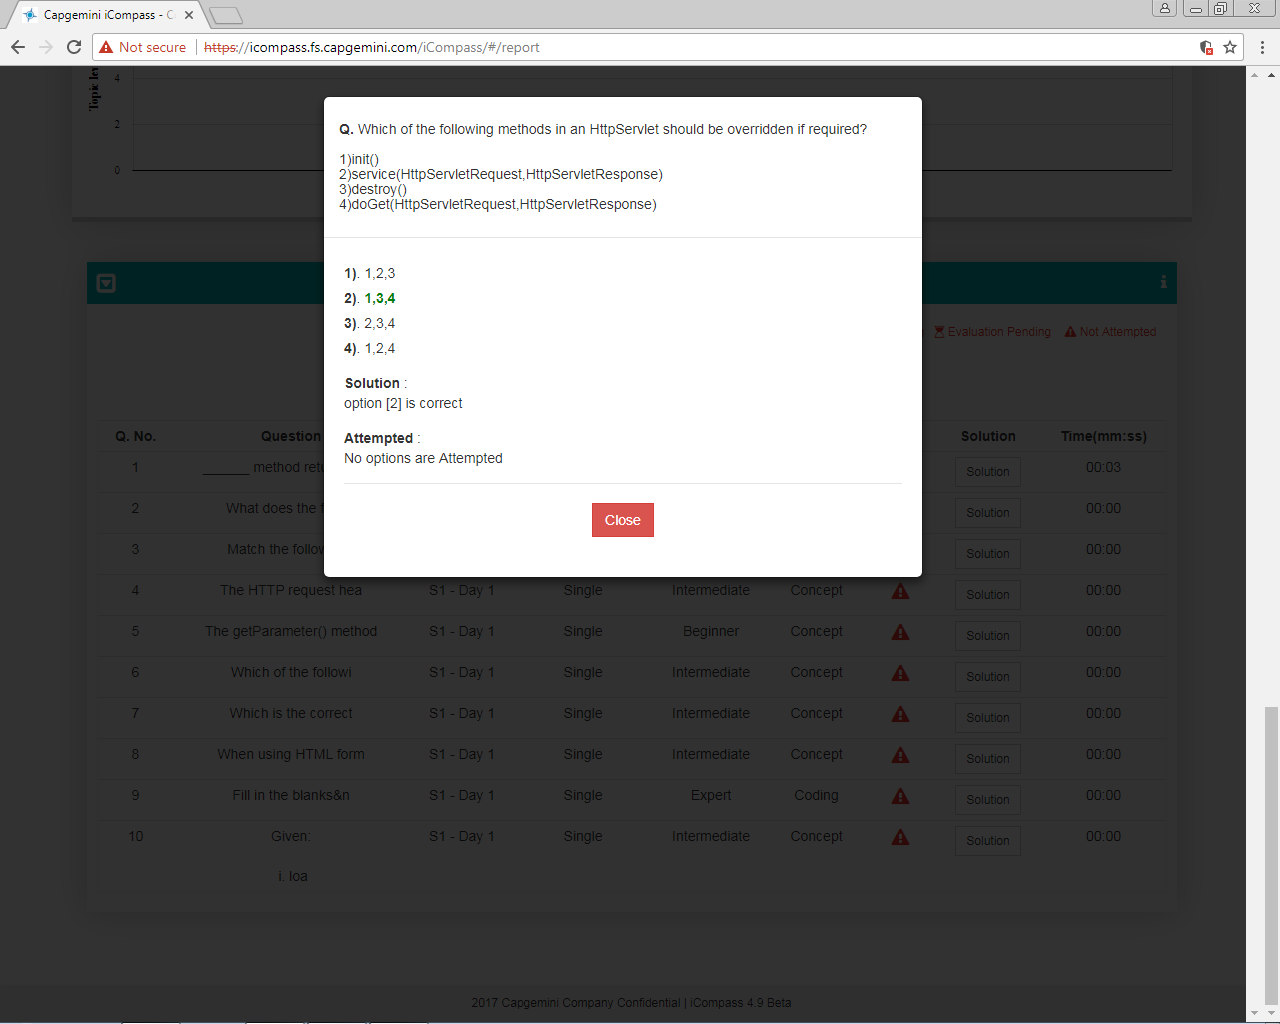 Capgemini iCompass - C
Not secure
https://icompass.fs.capgemini.com/iCompass/#/report
Topic lev
4
2
0
Q. Which of the following methods in an HttpServlet should be overridden if required?
1)init()
2)service(HttpServletRequest,HttpServletResponse)
3)destroy()
4)doGet(HttpServletRequest,HttpServletResponse)
1). 1,2,3
2). 1,3,4
3). 2,3,4
4). 1,2,4
Solution :
option [2] is correct
Attempted :
No options are Attempted
Close
Evaluation Pending Not Attempted
Q. No. Question Solution Time(mm:ss)
1 ______ method retu Solution 00:03
2 What does the f Solution 00:00
3 Match the follow Solution 00:00
4 The HTTP request hea S1 - Day 1 Single Intermediate Concept Solution 00:00
5 The getParameter() method S1 - Day 1 Single Beginner Concept Solution 00:00
6 Which of the followi S1 - Day 1 Single Intermediate Concept Solution 00:00
7 Which is the correct S1 - Day 1 Single Intermediate Concept Solution 00:00
8 When using HTML form S1 - Day 1 Single Intermediate Concept Solution 00:00
9 Fill in the blanks&n S1 - Day 1 Single Expert Coding Solution 00:00
10 Given: S1 - Day 1 Single Intermediate Concept Solution 00:00
i. loa
2017 Capgemini Company Confidential | iCompass 4.9 Beta